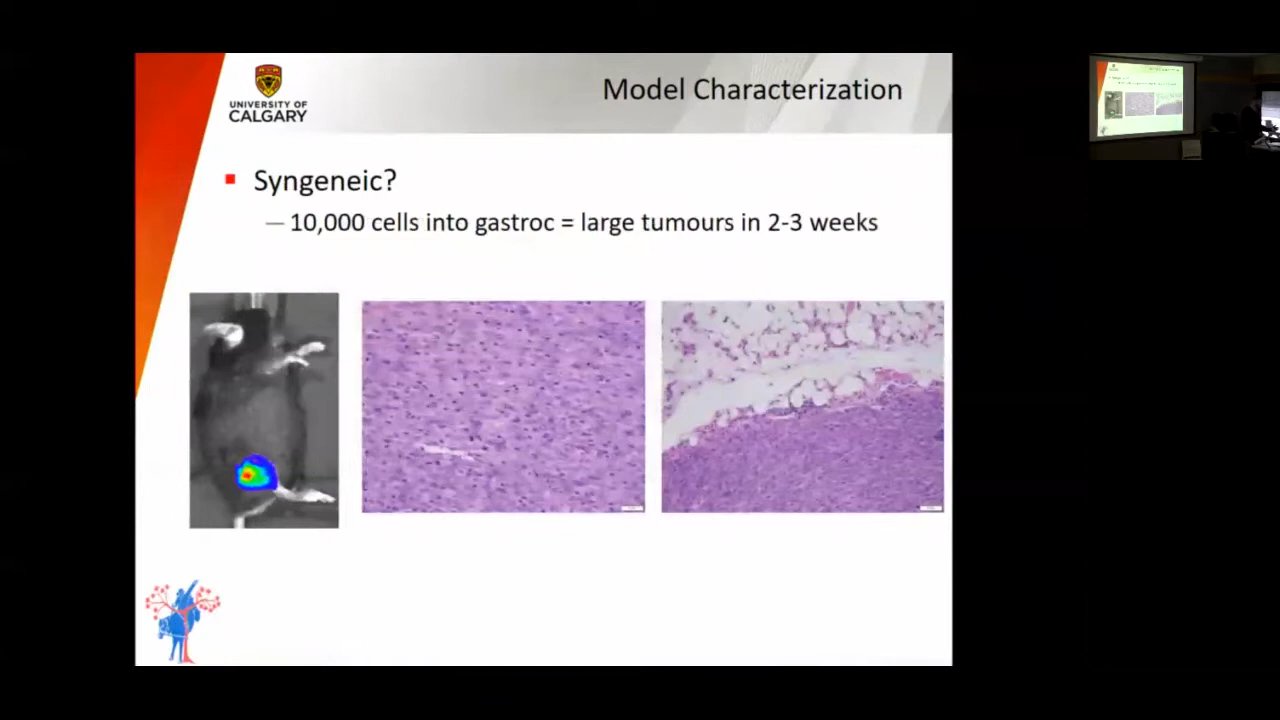 UNIVERSITY OF
CALGARY
Model Characterization
Syngeneic?
— 10,000 cells into gastroc = large tumours in 2-3 weeks